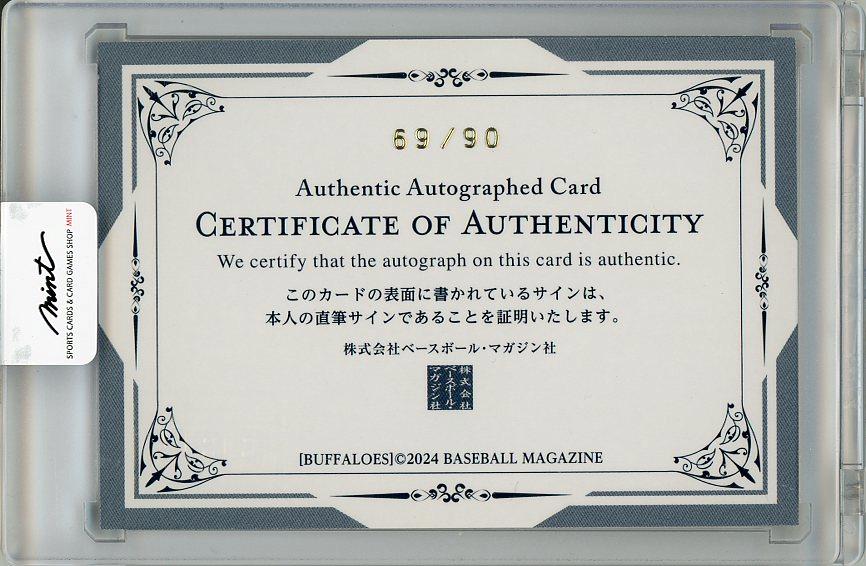 69/90
Authentic Autographed Card
CERTIFICATE OF AUTHENTICITY
We certify that the autograph on this card is authentic.
このカードの表面に書かれているサインは、
本人の直筆サインであることを証明いたします。
株式会社ベースボール・マガジン社
株式会社
ベースボール・
マガジン社
[BUFFALOES]©2024 BASEBALL MAGAZINE
mint
SPORTS CARDS & CARD GAMES SHOP MINT